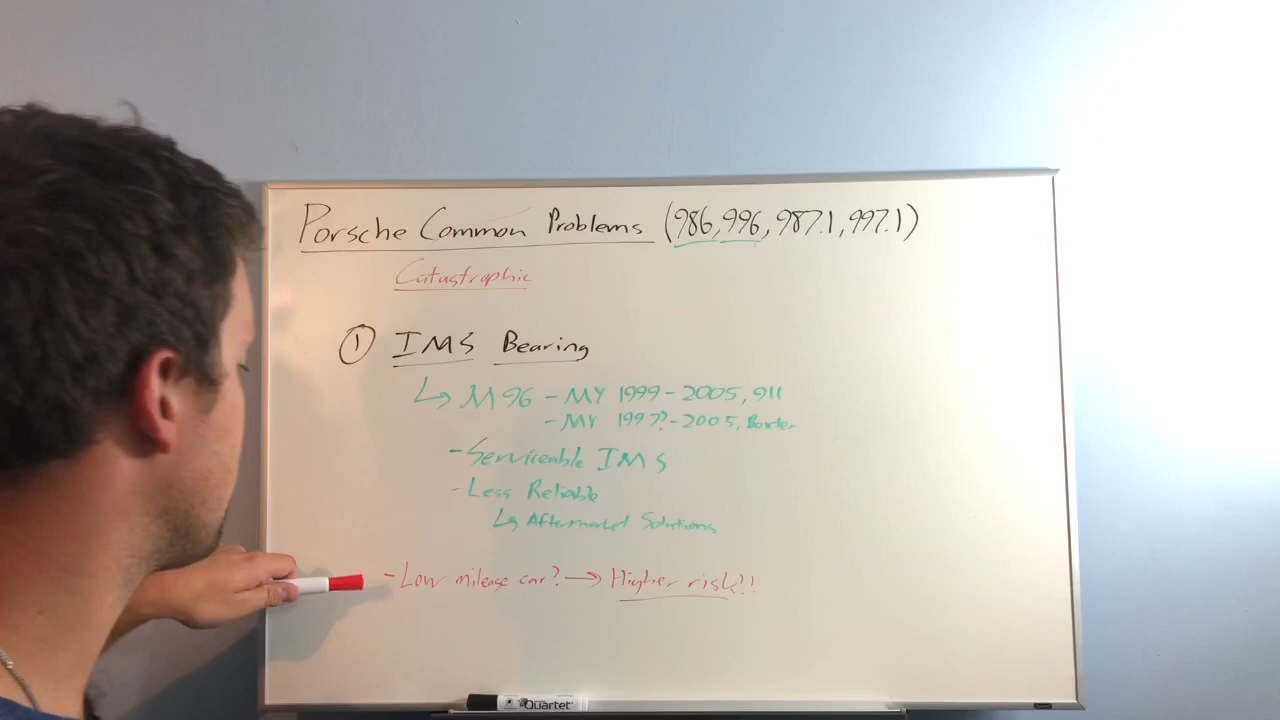 Porsche Common Problems (986, 996, 987.1, 997.1)
Catastrophic
① IMS Bearing
↳ M96 - MY 1999 - 2005, 911
- MY 1997? - 2005, Boxter
- Serviceable IMS
- Less Reliable
↳ Aftermarket Solutions
- Low mileage car? → Higher risk!!
Quartet